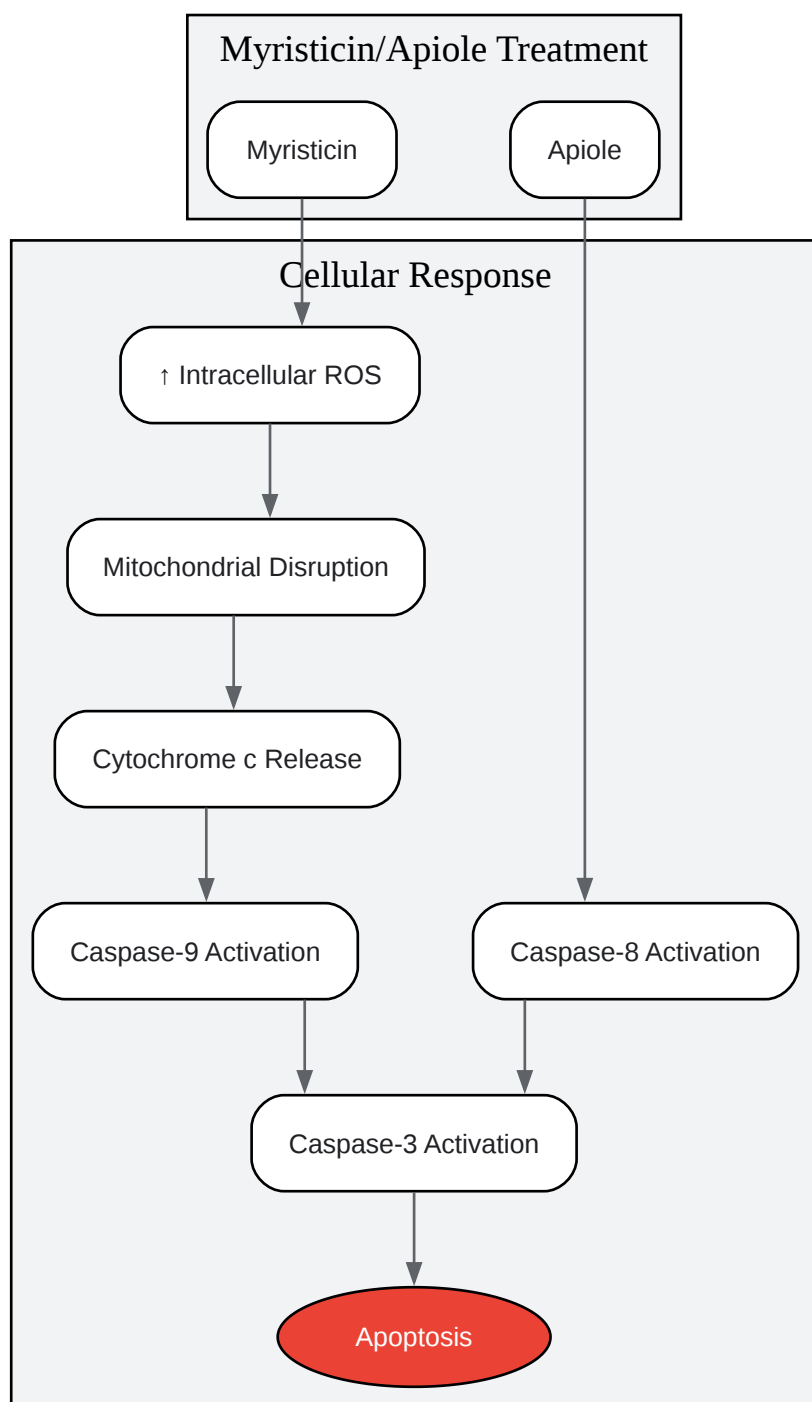 Myristicin/Apiole Treatment
Myristicin
Apiole
Cellular Response
↑ Intracellular ROS
Mitochondrial Disruption
Cytochrome c Release
Caspase-9 Activation
Caspase-8 Activation
Caspase-3 Activation
Apoptosis